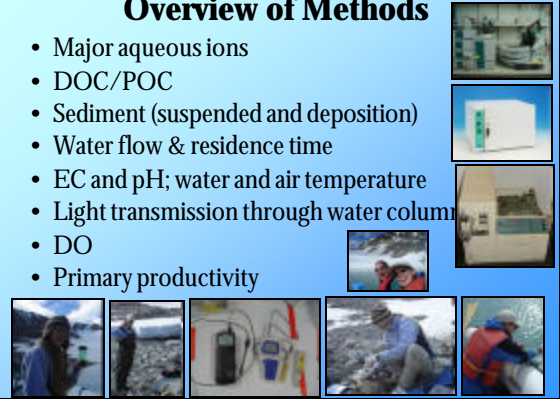 Overview of Methods
• Major aqueous ions
• DOC/POC
• Sediment (suspended and deposition)
• Water flow & residence time
• EC and pH; water and air temperature
• Light transmission through water column
• DO
• Primary productivity